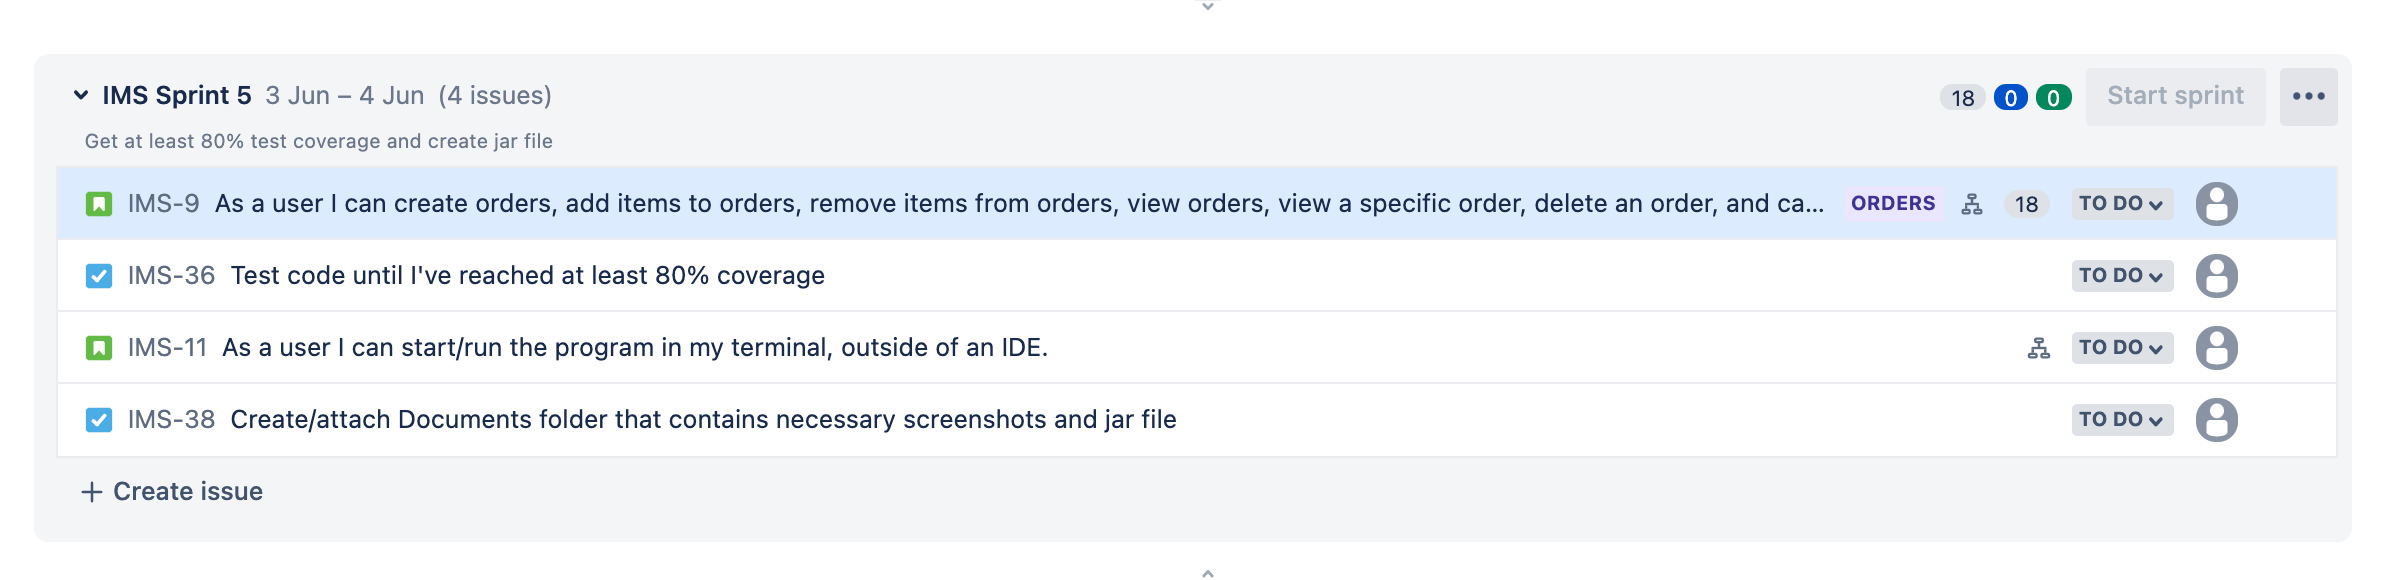 IMS Sprint 5 3 Jun – 4 Jun (4 issues) 18 0 0 Start sprint
Get at least 80% test coverage and create jar file
IMS-9 As a user I can create orders, add items to orders, remove items from orders, view orders, view a specific order, delete an order, and ca... ORDERS 18 TO DO
IMS-36 Test code until I've reached at least 80% coverage TO DO
IMS-11 As a user I can start/run the program in my terminal, outside of an IDE. TO DO
IMS-38 Create/attach Documents folder that contains necessary screenshots and jar file TO DO
+ Create issue